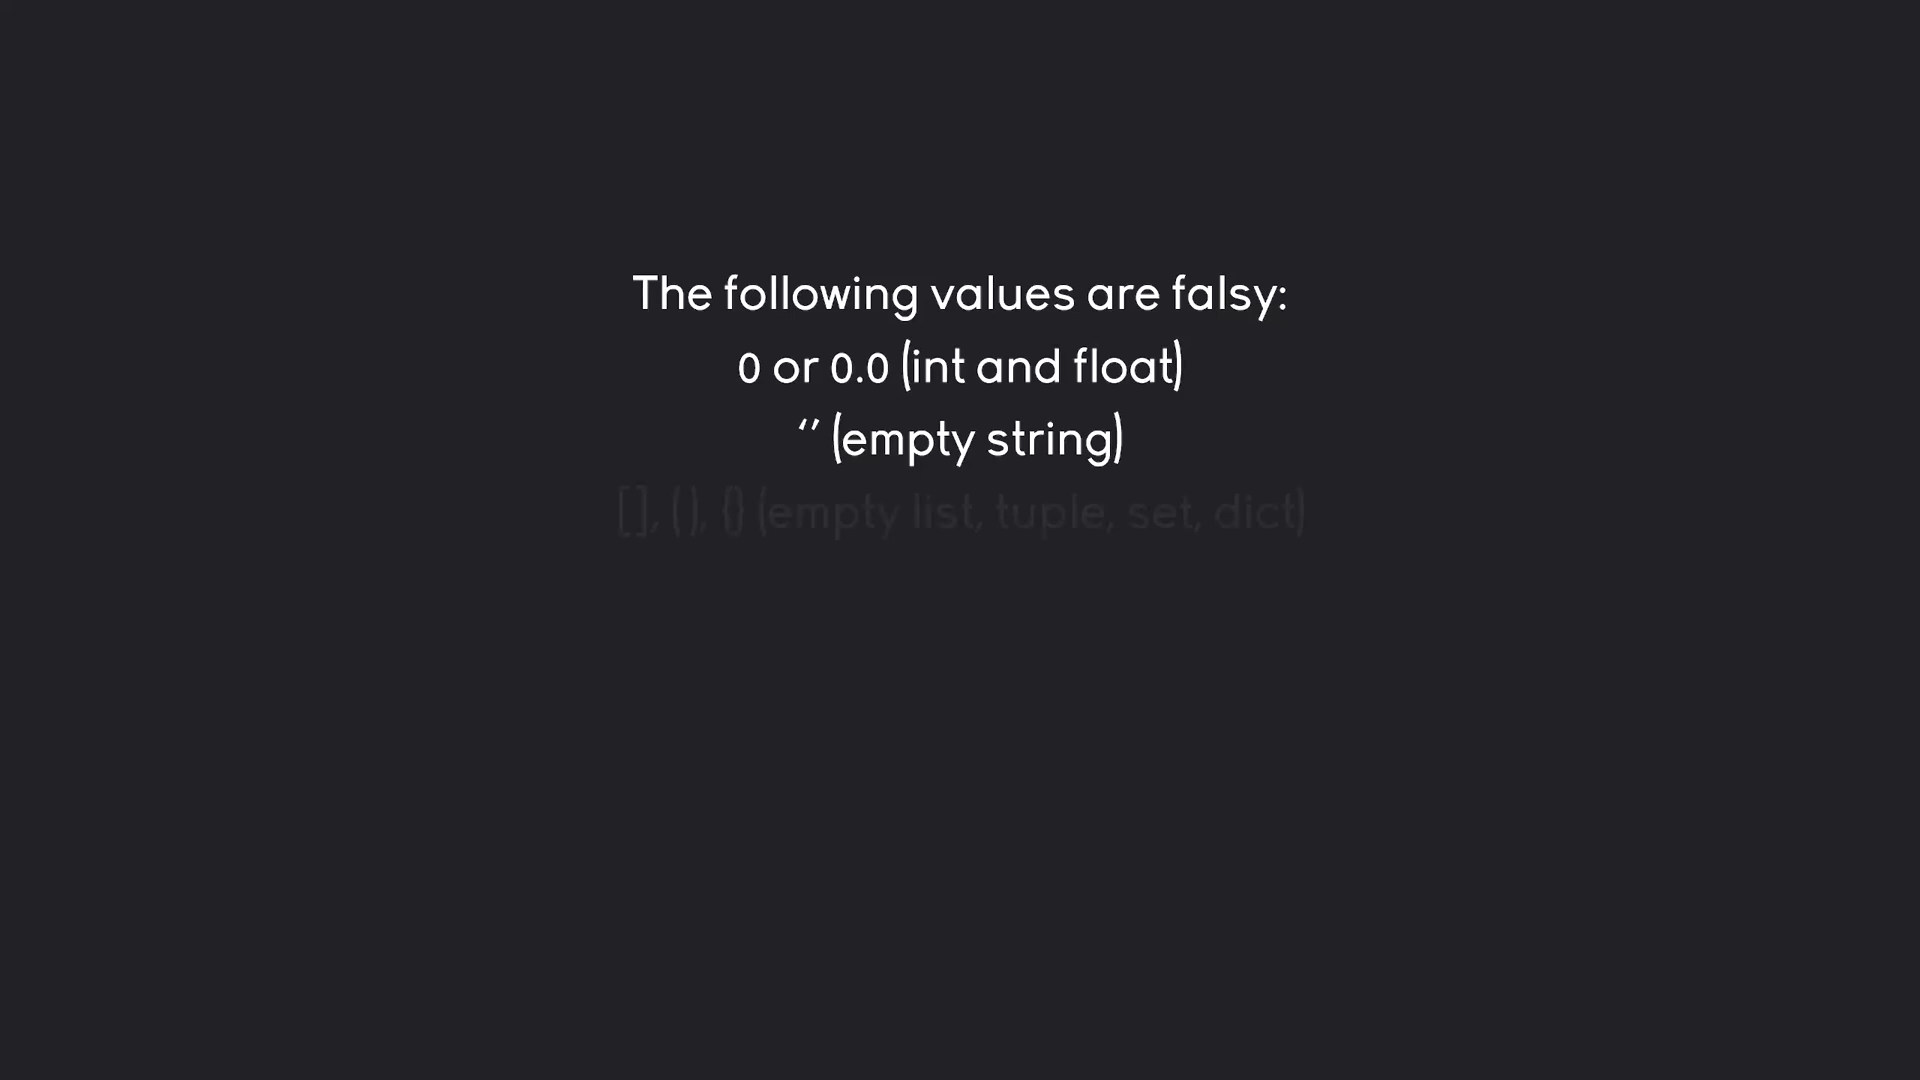 The following values are falsy:
0 or 0.0 (int and float)
‘’ (empty string)
[], (), {} (empty list, tuple, set, dict)